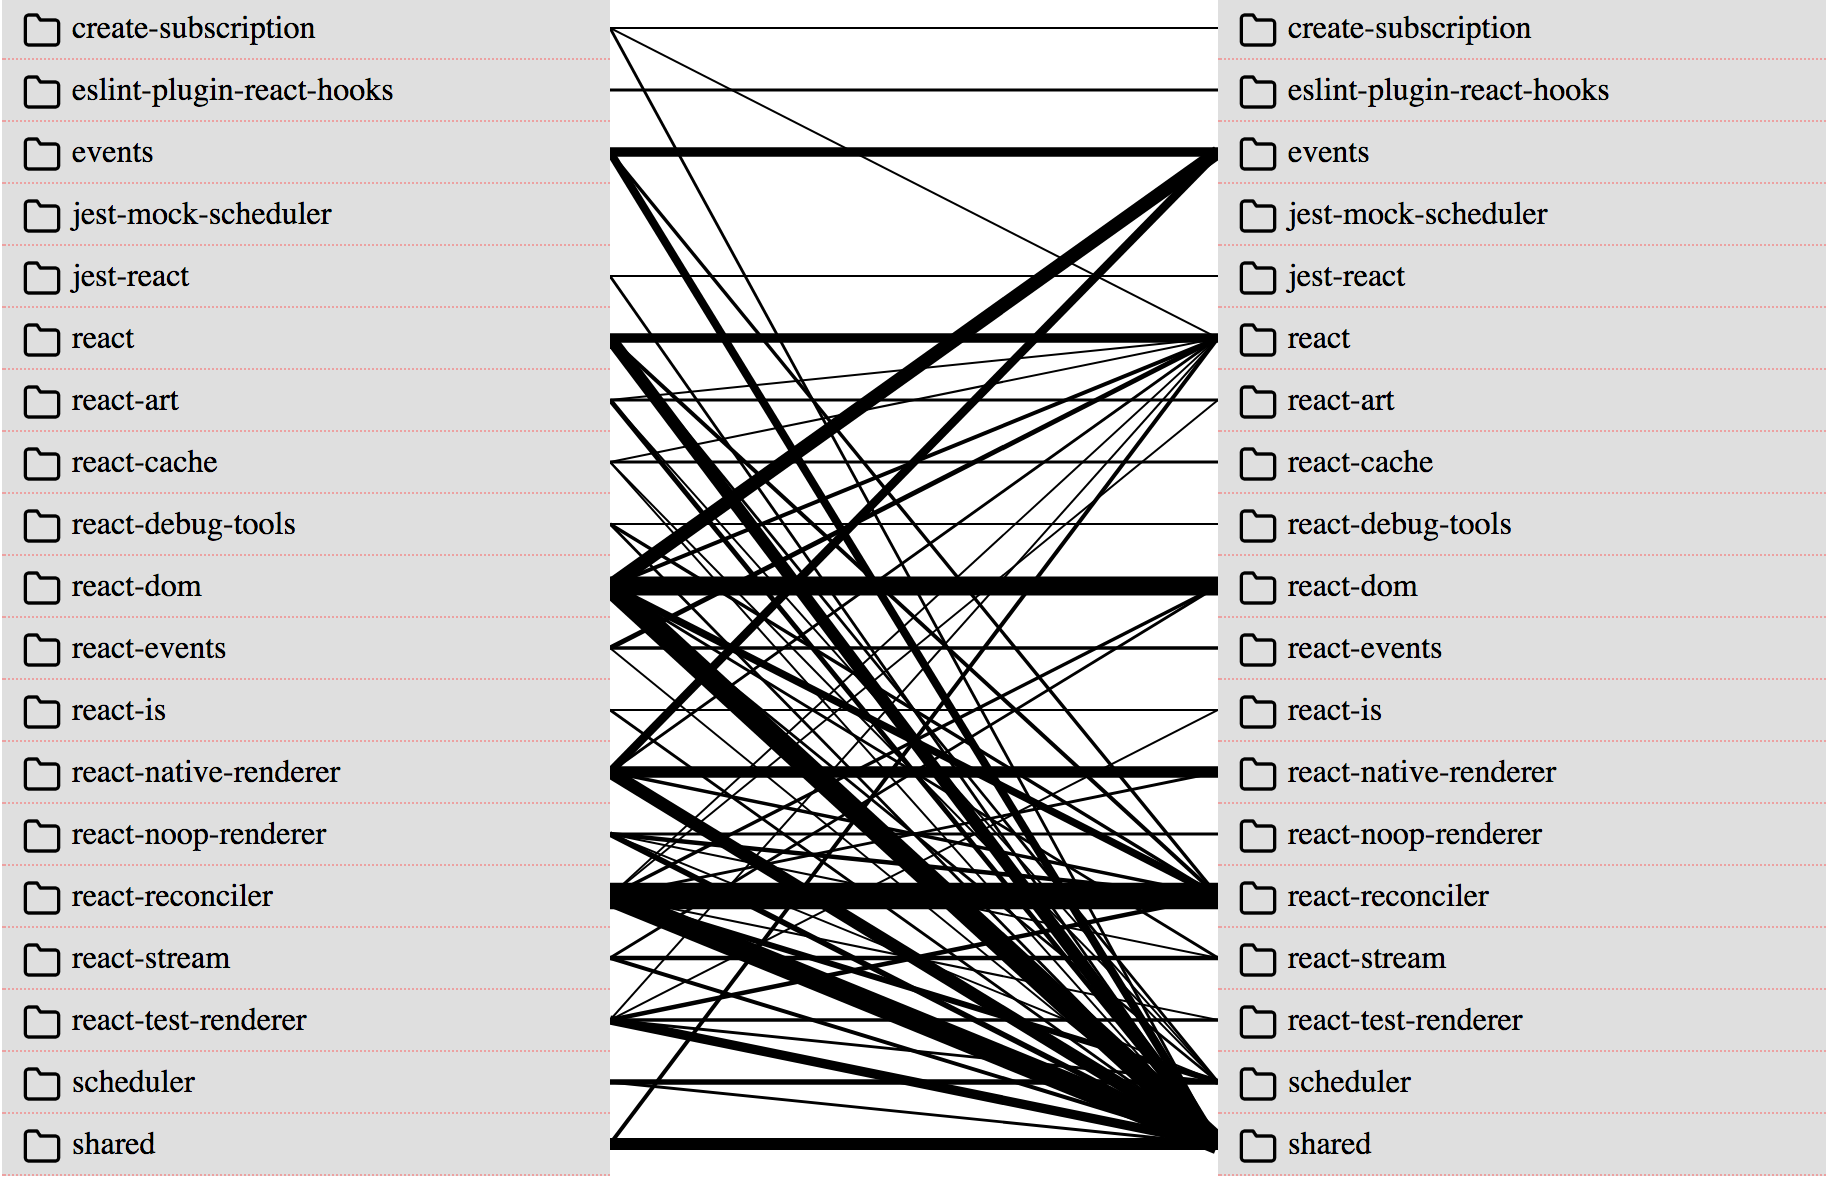 create-subscription
eslint-plugin-react-hooks
events
jest-mock-scheduler
jest-react
react
react-art
react-cache
react-debug-tools
react-dom
react-events
react-is
react-native-renderer
react-noop-renderer
react-reconciler
react-stream
react-test-renderer
scheduler
shared
create-subscription
eslint-plugin-react-hooks
events
jest-mock-scheduler
jest-react
react
react-art
react-cache
react-debug-tools
react-dom
react-events
react-is
react-native-renderer
react-noop-renderer
react-reconciler
react-stream
react-test-renderer
scheduler
shared